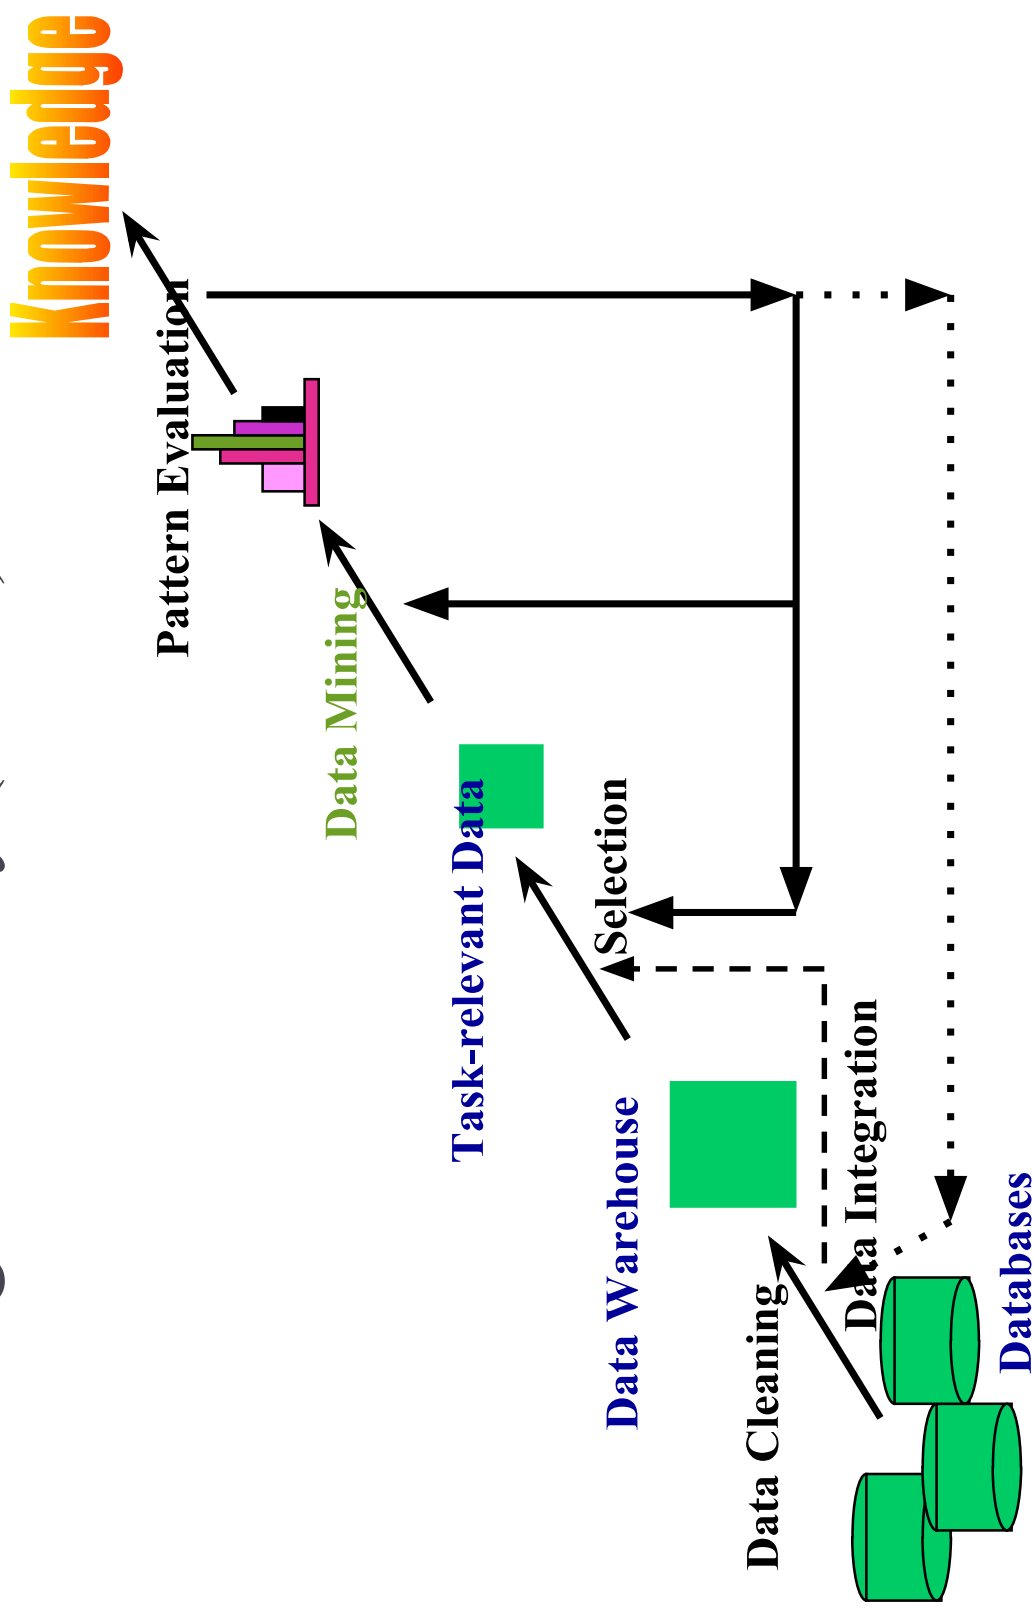 Knowledge
Pattern Evaluation
Data Mining
Task-relevant Data
Selection
Data Warehouse
Data Cleaning
Data Integration
Databases